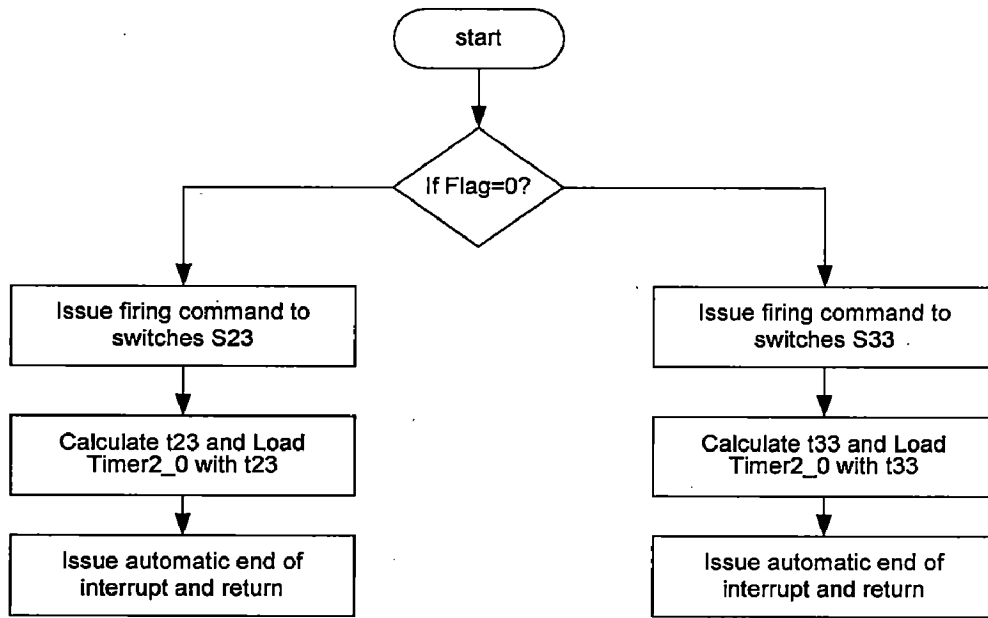 start
If Flag=0?
Issue firing command to
switches S23
Calculate t23 and Load
Timer2_0 with t23
Issue automatic end of
interrupt and return
Issue firing command to
switches S33
Calculate t33 and Load
Timer2_0 with t33
Issue automatic end of
interrupt and return